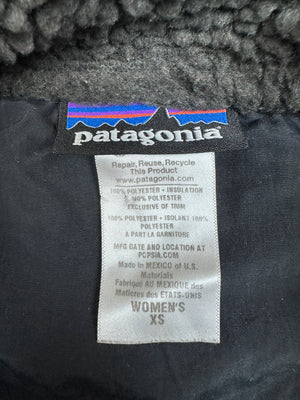 patagonia
Repair, Reuse, Recycle
This Product
www.patagonia.com
100% POLYESTER • INSULATION
100% POLYESTER
EXCLUSIVE OF TRIM
100% POLYESTER • ISOLANT 100%
POLYESTER
A PART LA GARNITURE
MFG DATE AND LOCATION AT
PCPSIA.COM
Made in MEXICO of U.S.
Materials
Fabriqué AU MEXIQUE des
Matieres des ETATS-UNIS
WOMEN'S
XS